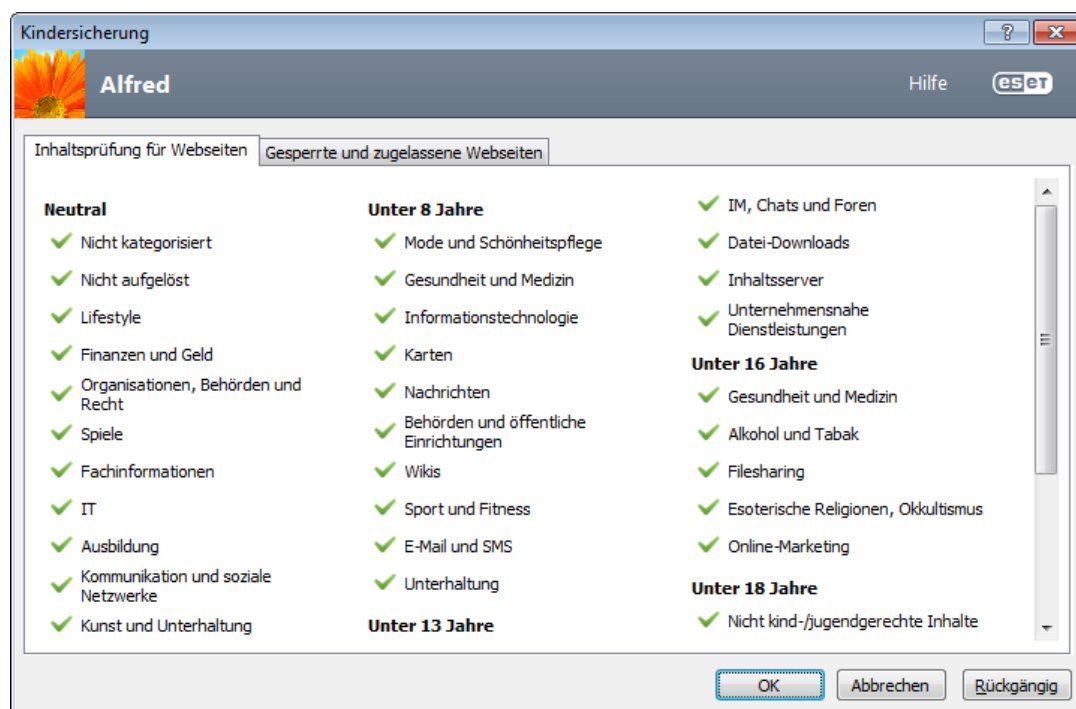 Kindersicherung
Alfred
Hilfe
eseT
Inhaltsprüfung für Webseiten
Gesperrte und zugelassene Webseiten
Neutral
Nicht kategorisiert
Nicht aufgelöst
Lifestyle
Finanzen und Geld
Organisationen, Behörden und
Recht
Spiele
Fachinformationen
IT
Ausbildung
Kommunikation und soziale
Netzwerke
Kunst und Unterhaltung
Unter 8 Jahre
Mode und Schönheitspflege
Gesundheit und Medizin
Informationstechnologie
Karten
Nachrichten
Behörden und öffentliche
Einrichtungen
Wikis
Sport und Fitness
E-Mail und SMS
Unterhaltung
Unter 13 Jahre
IM, Chats und Foren
Datei-Downloads
Inhaltsserver
Unternehmensnahe
Dienstleistungen
Unter 16 Jahre
Gesundheit und Medizin
Alkohol und Tabak
Filesharing
Esoterische Religionen, Okkultismus
Online-Marketing
Unter 18 Jahre
Nicht kind-/jugendgerechte Inhalte
OK
Abbrechen
Rückgängig